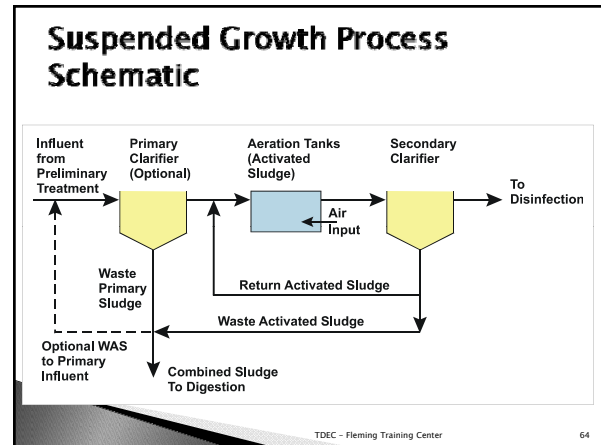 Suspended Growth Process
Schematic
Influent
from
Preliminary
Treatment
Primary
Clarifier
(Optional)
Aeration Tanks
(Activated
Sludge)
Secondary
Clarifier
To
Disinfection
Air
Input
Waste
Primary
Sludge
Return Activated Sludge
Waste Activated Sludge
Optional WAS
to Primary
Influent
Combined Sludge
To Digestion
TDEC - Fleming Training Center
64